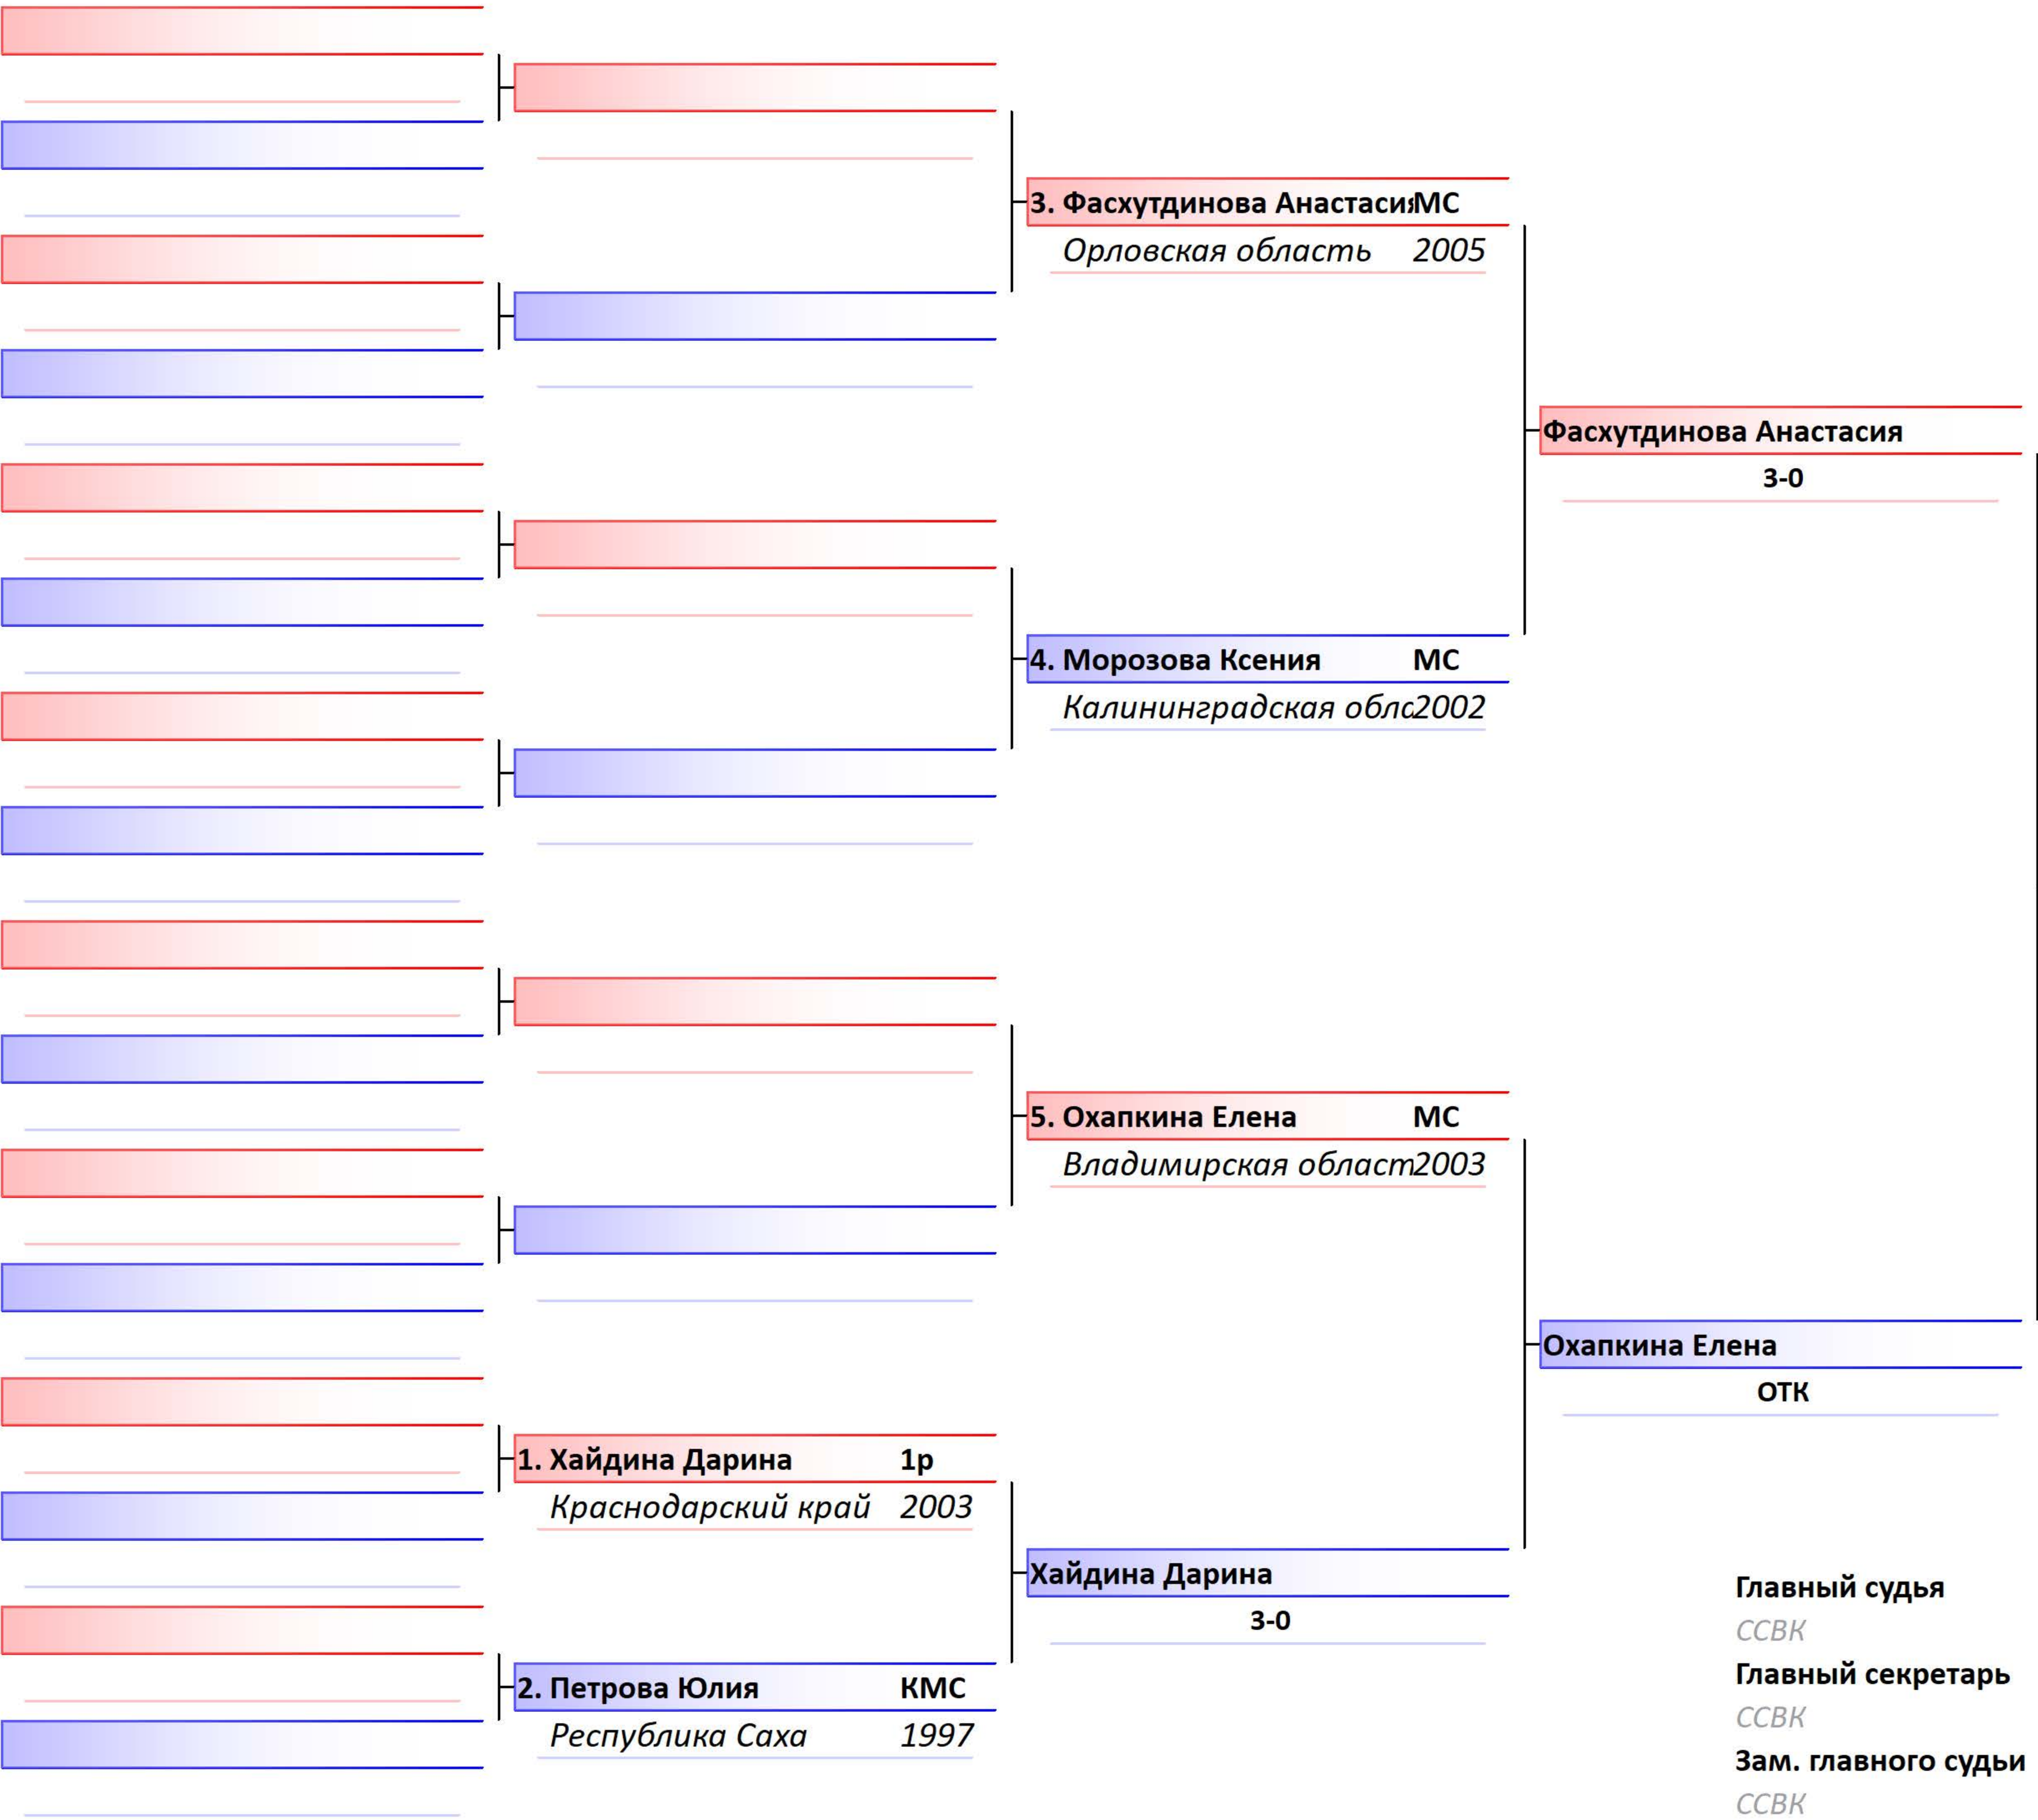 3. Фасхутдинова Анастасия МС
Орловская область 2005
Фасхутдинова Анастасия
3-0
4. Морозова Ксения МС
Калининградская обла 2002
5. Охапкина Елена МС
Владимирская област 2003
Охапкина Елена
ОТК
1. Хайдина Дарина 1р
Краснодарский край 2003
Хайдина Дарина
3-0
2. Петрова Юлия КМС
Республика Саха 1997
Главный судья
ССВК
Главный секретарь
ССВК
Зам. главного судьи
ССВК